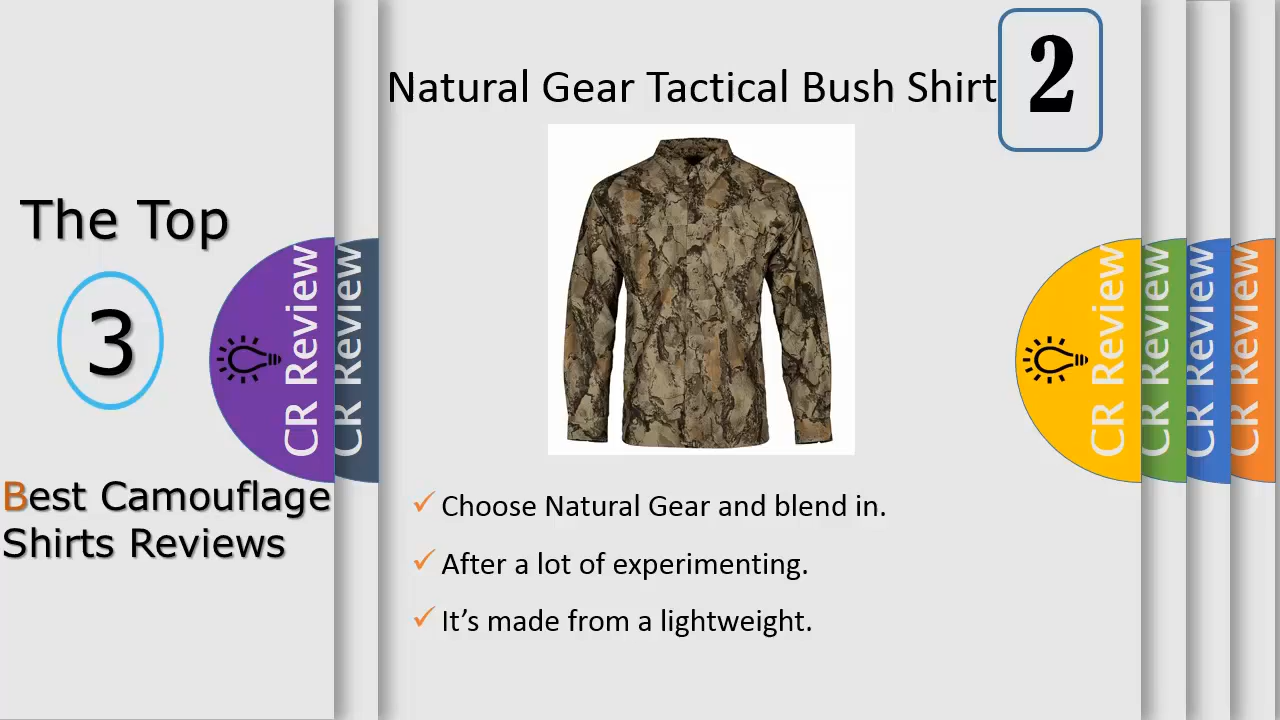 The Top
3
Best Camouflage
Shirts Reviews
CR Review
CR Review
Natural Gear Tactical Bush Shirt
2
✓ Choose Natural Gear and blend in.
✓ After a lot of experimenting.
✓ It’s made from a lightweight.
CR Review
CR Review
CR Review
CR Review